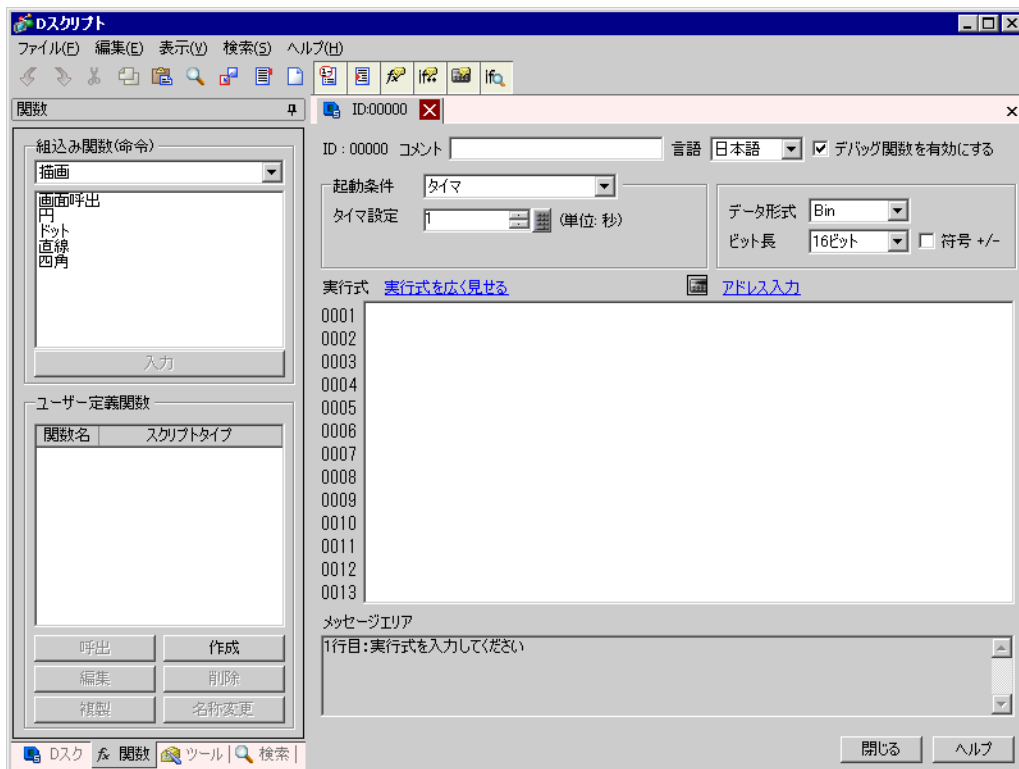 Dスクリプト
ファイル(F) 編集(E) 表示(V) 検索(S) ヘルプ(H)
関数
ID:00000
組込み関数(命令)
描画
画面呼出
円
ドット
直線
四角
入力
ユーザー定義関数
関数名 スクリプトタイプ
呼出 作成
編集 削除
複製 名称変更
Dスク 関数 ツール 検索
ID : 00000 コメント 言語 日本語 デバッグ関数を有効にする
起動条件 タイマ
タイマ設定 1 (単位: 秒)
データ形式 Bin
ビット長 16ビット 符号 +/-
実行式 実行式を広く見せる アドレス入力
0001
0002
0003
0004
0005
0006
0007
0008
0009
0010
0011
0012
0013
メッセージエリア
1行目:実行式を入力してください
閉じる ヘルプ